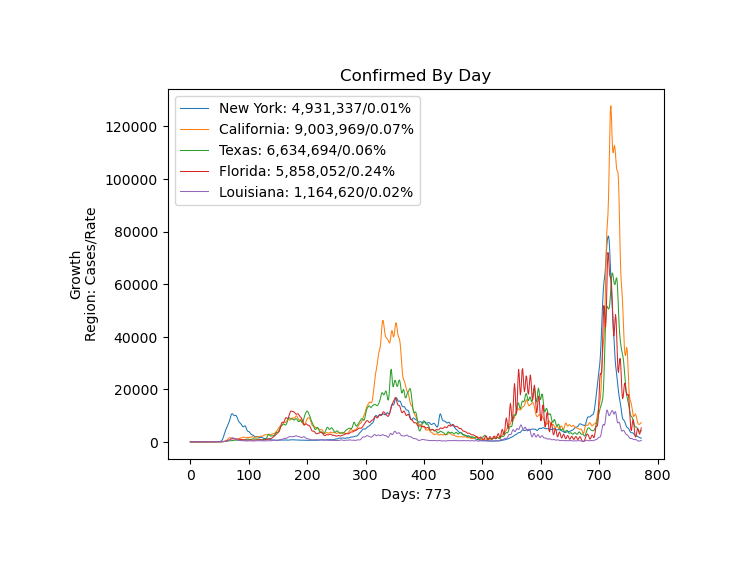 Confirmed By Day
New York: 4,931,337/0.01%
California: 9,003,969/0.07%
Texas: 6,634,694/0.06%
Florida: 5,858,052/0.24%
Louisiana: 1,164,620/0.02%
120000
100000
80000
60000
40000
20000
0
Growth
Region: Cases/Rate
0 100 200 300 400 500 600 700 800
Days: 773